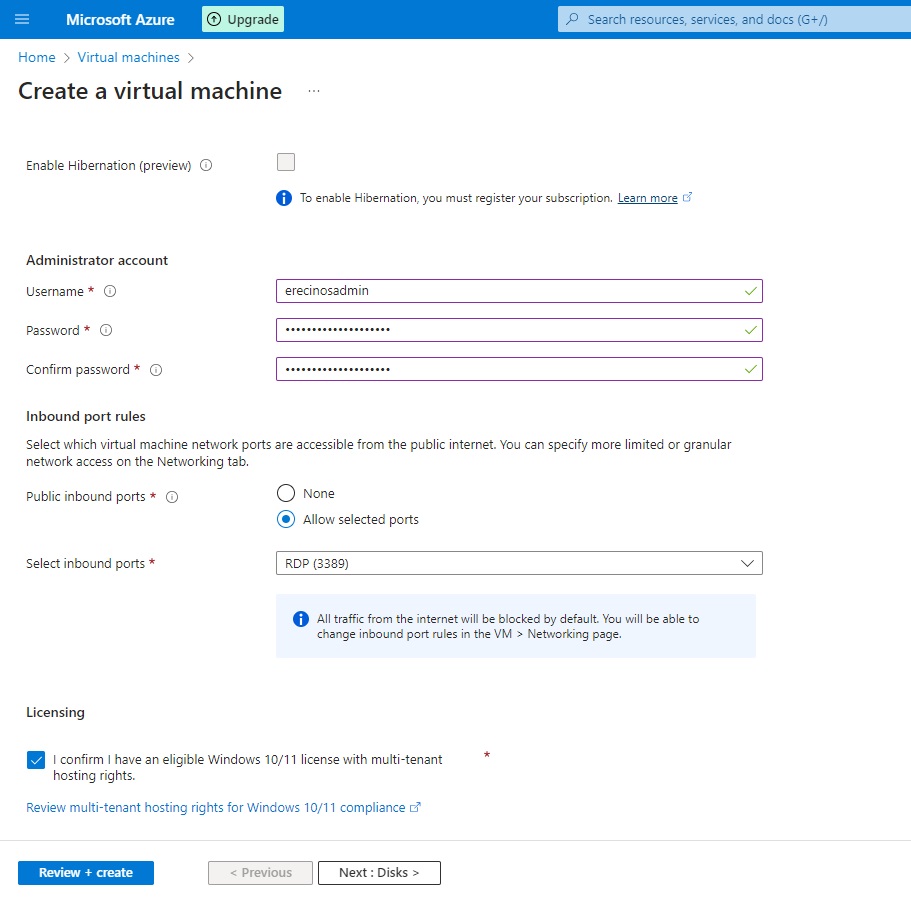 Microsoft Azure
Upgrade
Search resources, services, and docs (G+/)
Home > Virtual machines >
Create a virtual machine ...
Enable Hibernation (preview)
To enable Hibernation, you must register your subscription. Learn more
Administrator account
Username *
erecinosadmin
Password *
••••••••••••••••••••
Confirm password *
••••••••••••••••••••
Inbound port rules
Select which virtual machine network ports are accessible from the public internet. You can specify more limited or granular
network access on the Networking tab.
Public inbound ports *
None
Allow selected ports
Select inbound ports *
RDP (3389)
All traffic from the internet will be blocked by default. You will be able to
change inbound port rules in the VM > Networking page.
Licensing
I confirm I have an eligible Windows 10/11 license with multi-tenant *
hosting rights.
Review multi-tenant hosting rights for Windows 10/11 compliance
Review + create
< Previous
Next : Disks >